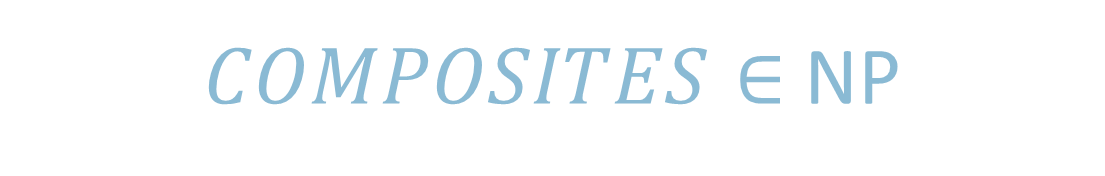 COMPOSITES ∈ NP